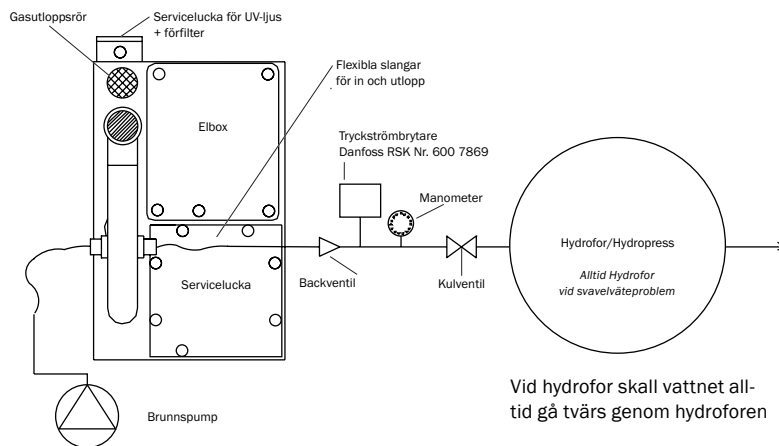 Gasutloppsrör
Servicelucka för UV-ljus
+ förfilter
Flexibla slangar
för in och utlopp
Elbox
Tryckströmbrytare
Danfoss RSK Nr. 600 7869
Manometer
Hydrofor/Hydropress
Alltid Hydrofor
vid svavelväteproblem
Servicelucka
Backventil
Kulventil
Vid hydrofor skall vattnet all-
tid gå tvärs genom hydroforen
Brunnspump